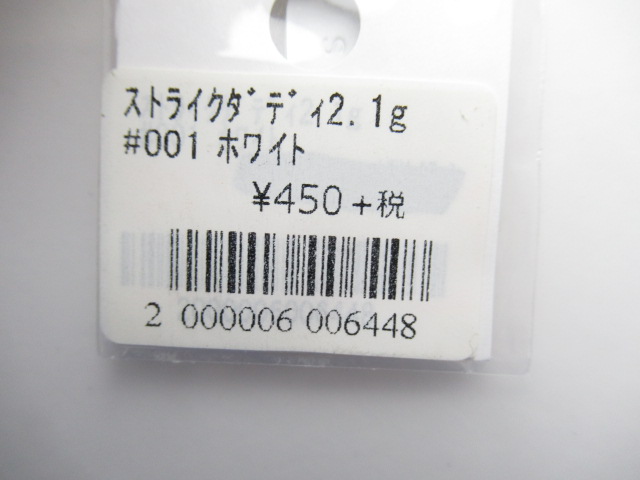 ｽﾄﾗｲｸﾀﾞﾃﾞｨ2.1g
#001 ﾎﾜｲﾄ
¥450+税
2 000006 006448